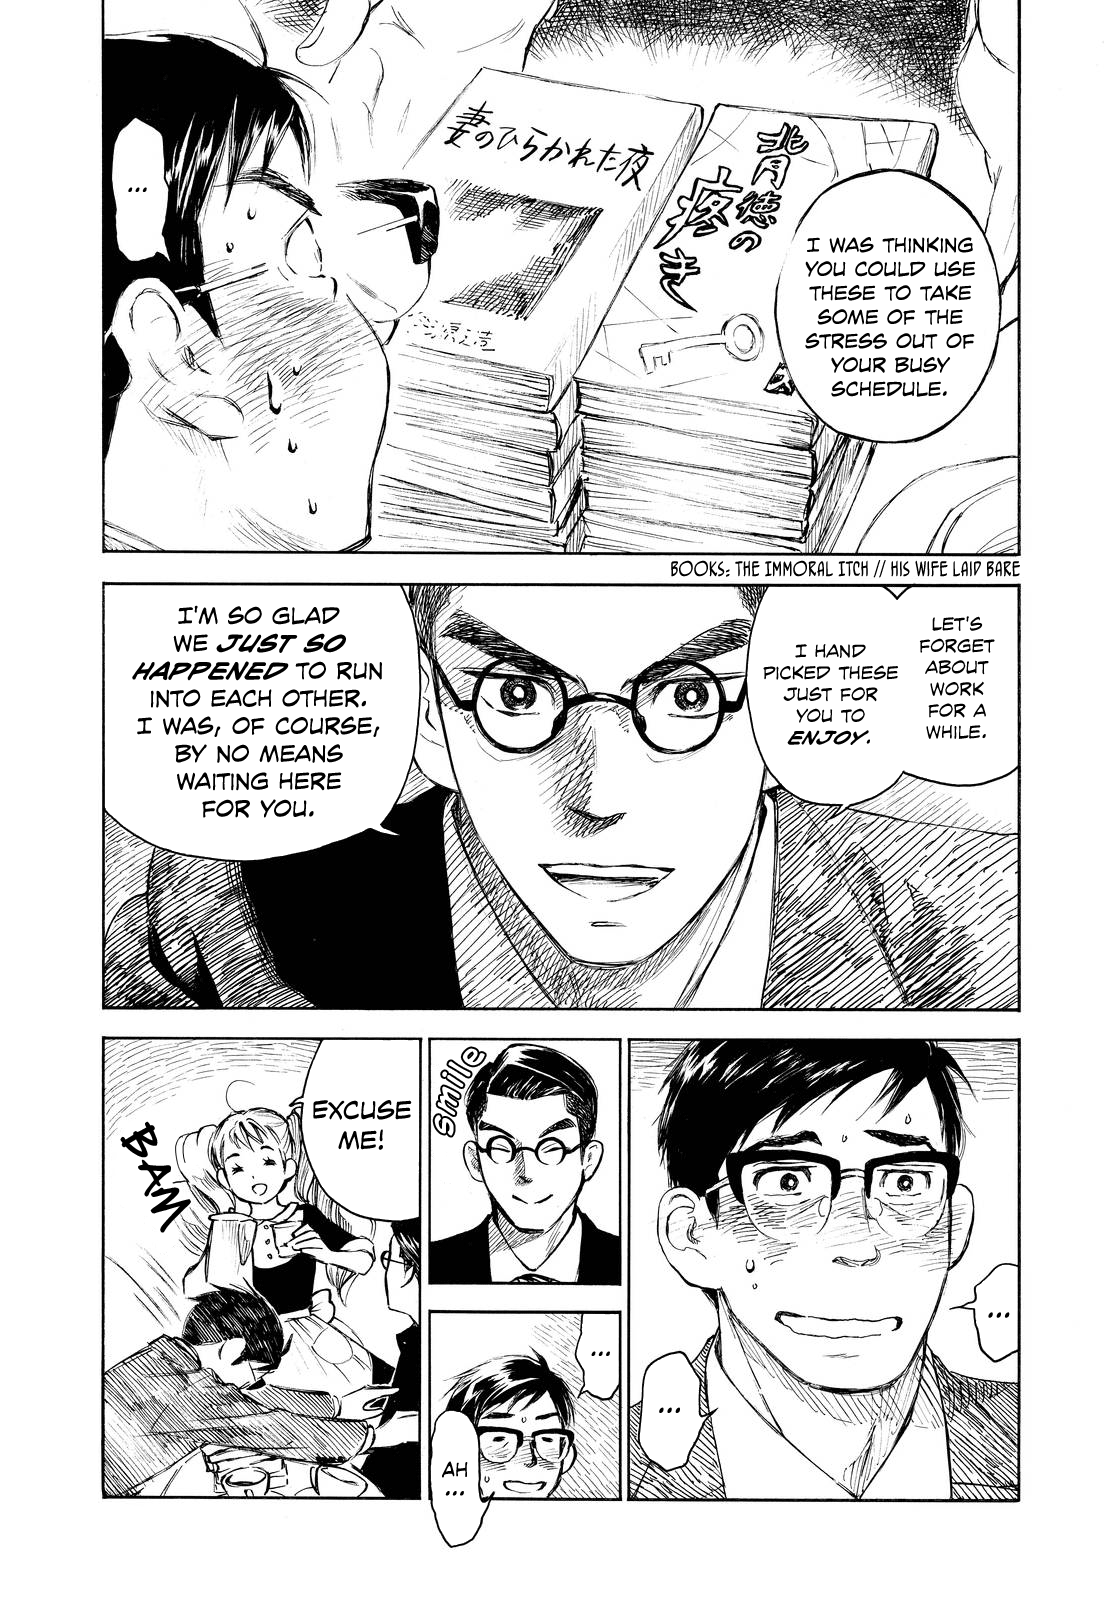 ...
妻のひらかれた夜
背徳の
疼き
I WAS THINKING
YOU COULD USE
THESE TO TAKE
SOME OF THE
STRESS OUT OF
YOUR BUSY
SCHEDULE.
BOOKS: THE IMMORAL ITCH // HIS WIFE LAID BARE
LET'S
FORGET
ABOUT
WORK
FOR A
WHILE.
I HAND
PICKED THESE
JUST FOR
YOU TO
ENJOY.
I'M SO GLAD
WE JUST SO
HAPPENED TO RUN
INTO EACH OTHER.
I WAS, OF COURSE,
BY NO MEANS
WAITING HERE
FOR YOU.
EXCUSE
ME!
BAM
smile
...
AH
...
...
...